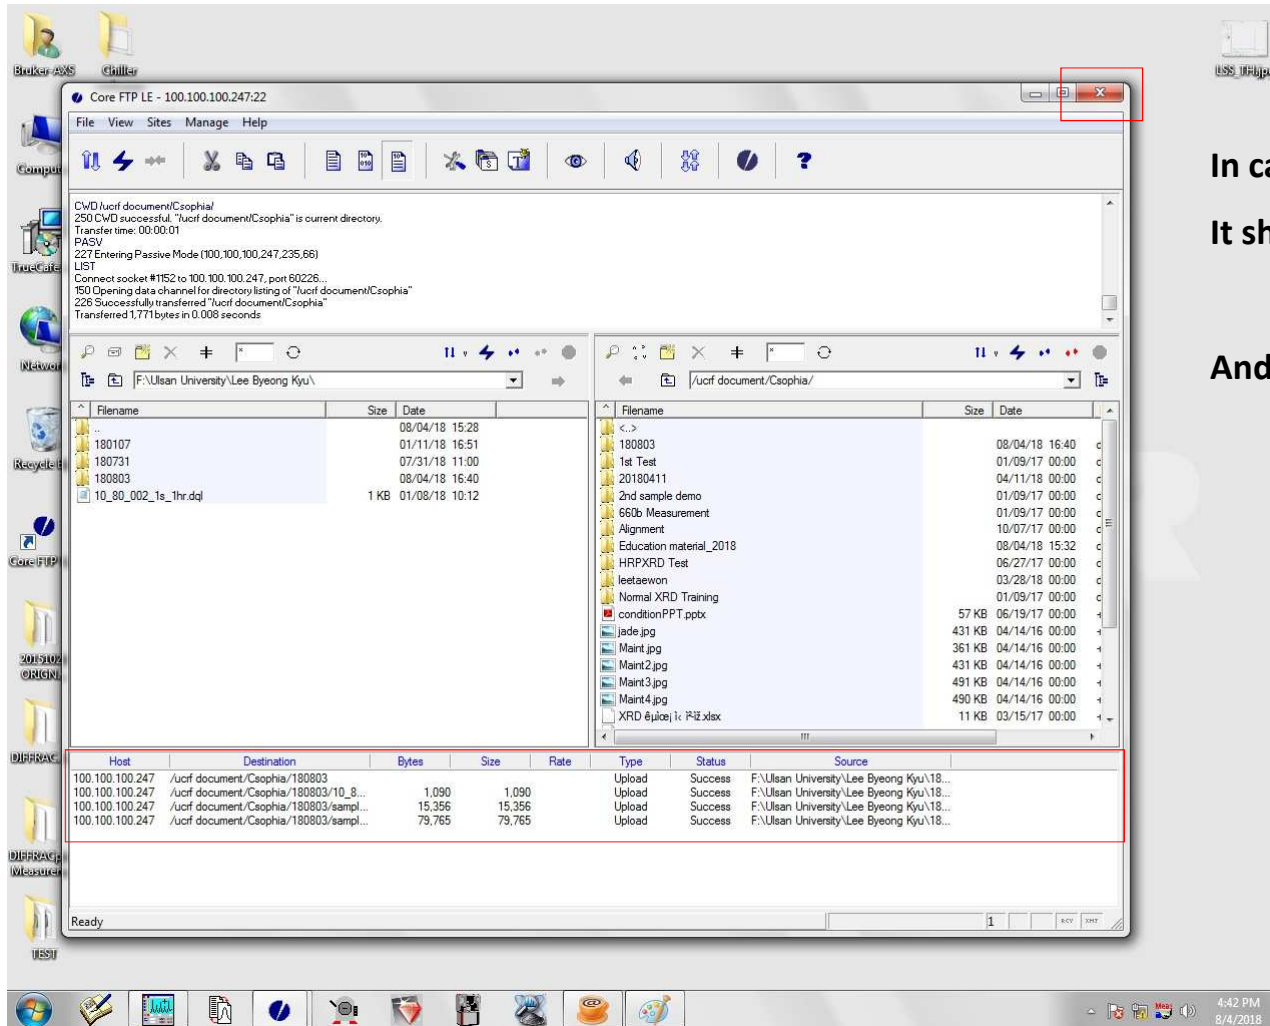 Bruker-AXS
Chiller
Core FTP LE - 100.100.100.247:22
File View Sites Manage Help
In ca
It sh
And
CWD /ucrf document/Csophia/
250 CWD successful. "/ucrf document/Csophia" is current directory.
Transfer time: 00:00:01
PASV
227 Entering Passive Mode (100,100,100,247,235,66)
LIST
Connect socket #1152 to 100.100.100.247, port 60226...
150 Opening data channel for directory listing of "/ucrf document/Csophia"
226 Successfully transferred "/ucrf document/Csophia"
Transferred 1,771 bytes in 0.008 seconds
F:\Ulsan University\Lee Byeong Kyu\
Filename Size Date
.. 08/04/18 15:28
180107 01/11/18 16:51
180731 07/31/18 11:00
180803 08/04/18 16:40
10_80_002_1s_1hr.dql 1 KB 01/08/18 10:12
/ucrf document/Csophia/
Filename Size Date
<..>
180803 08/04/18 16:40
1st Test 01/09/17 00:00
20180411 04/11/18 00:00
2nd sample demo 01/09/17 00:00
660b Measurement 01/09/17 00:00
Alignment 10/07/17 00:00
Education material_2018 08/04/18 15:32
HRPXRD Test 06/27/17 00:00
leetaewon 03/28/18 00:00
Normal XRD Training 01/09/17 00:00
conditionPPT.pptx 57 KB 06/19/17 00:00
jade.jpg 431 KB 04/14/16 00:00
Maint.jpg 361 KB 04/14/16 00:00
Maint2.jpg 431 KB 04/14/16 00:00
Maint3.jpg 491 KB 04/14/16 00:00
Maint4.jpg 490 KB 04/14/16 00:00
XRD .xlsx 11 KB 03/15/17 00:00
Host Destination Bytes Size Rate Type Status Source
100.100.100.247 /ucrf document/Csophia/180803 Upload Success F:\Ulsan University\Lee Byeong Kyu\18...
100.100.100.247 /ucrf document/Csophia/180803/10_8... 1,090 1,090 Upload Success F:\Ulsan University\Lee Byeong Kyu\18...
100.100.100.247 /ucrf document/Csophia/180803/sampl... 15,356 15,356 Upload Success F:\Ulsan University\Lee Byeong Kyu\18...
100.100.100.247 /ucrf document/Csophia/180803/sampl... 79,765 79,765 Upload Success F:\Ulsan University\Lee Byeong Kyu\18...
Ready
1
TEST
4:42 PM
8/4/2018